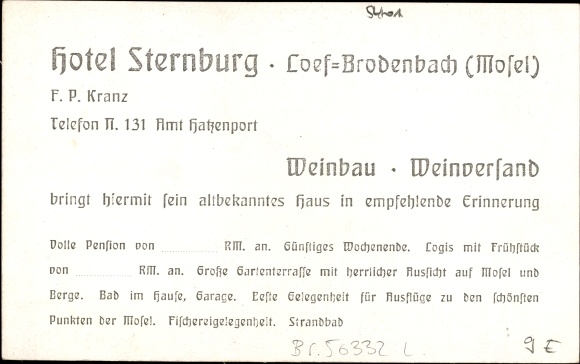 Hotel Sternburg · Loef=Brodenbach (Mosel)
F. P. Kranz
Telefon N. 131 Amt Hatzenport
Weinbau · Weinversand
bringt hiermit sein altbekanntes Haus in empfehlende Erinnerung
Volle Pension von ............ RM. an. Günstiges Wochenende. Logis mit Frühstück
von ............ RM. an. Große Gartenterrasse mit herrlicher Aussicht auf Mosel und
Berge. Bad im Hause, Garage. Beste Gelegenheit für Ausflüge zu den schönsten
Punkten der Mosel. Fischereigelegenheit. Strandbad
Br. 56332 L. 9 E